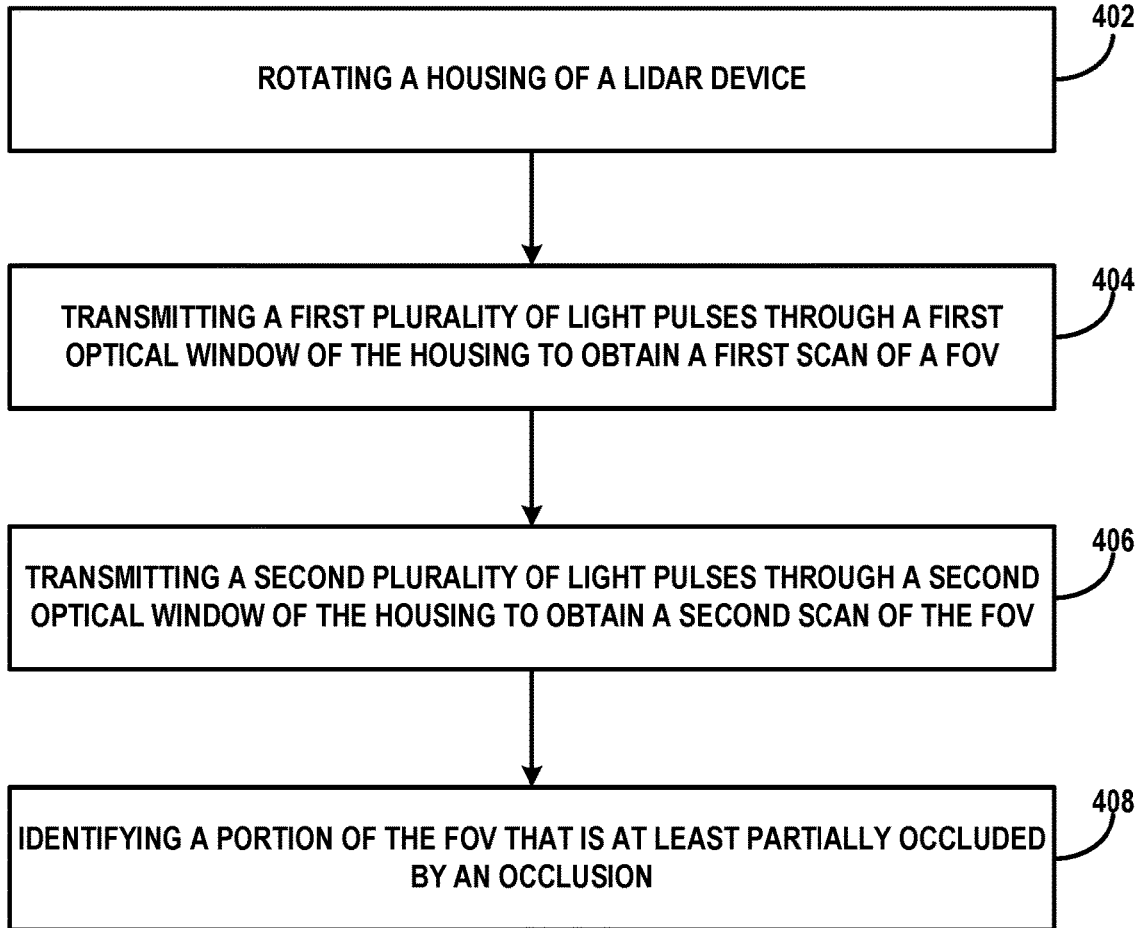 402
ROTATING A HOUSING OF A LIDAR DEVICE
404
TRANSMITTING A FIRST PLURALITY OF LIGHT PULSES THROUGH A FIRST
OPTICAL WINDOW OF THE HOUSING TO OBTAIN A FIRST SCAN OF A FOV
406
TRANSMITTING A SECOND PLURALITY OF LIGHT PULSES THROUGH A SECOND
OPTICAL WINDOW OF THE HOUSING TO OBTAIN A SECOND SCAN OF THE FOV
408
IDENTIFYING A PORTION OF THE FOV THAT IS AT LEAST PARTIALLY OCCLUDED
BY AN OCCLUSION